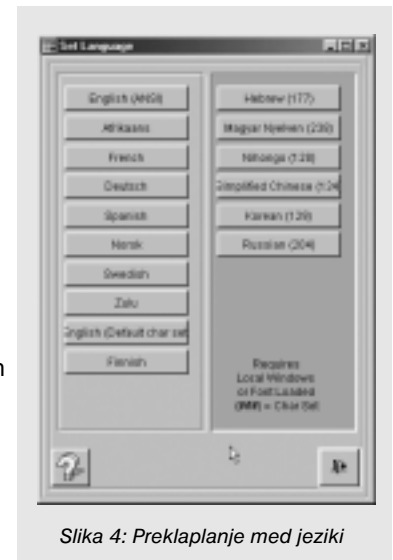 Set Language
English (ANSI)
Afrikaans
French
Deutsch
Spanish
Norsk
Swedish
Zulu
English (Default char set
Finnish
Hebrew (177)
Magyar Nyelven (238)
Nihongo (128)
Simplified Chinese (134
Korean (129)
Russian (204)
Requires
Local Windows
or Font Loaded
(###) = Char Set
n
Slika 4: Preklaplanje med jeziki